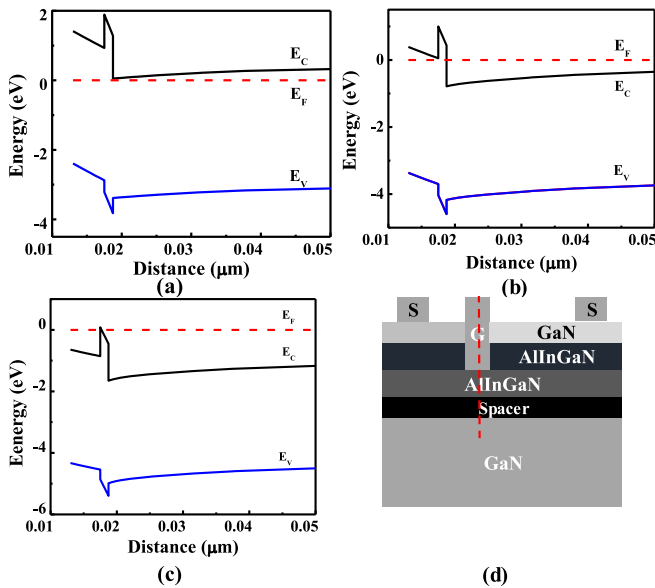 2
0
-2
-4
Energy (eV)
E_C
E_F
E_V
0.01 0.02 0.03 0.04 0.05
Distance (μm)
(a)
2
0
-2
-4
Energy (eV)
E_F
E_C
E_V
0.01 0.02 0.03 0.04 0.05
Distance (μm)
(b)
0
-2
-4
-6
Eenergy (eV)
E_F
E_C
E_V
0.01 0.02 0.03 0.04 0.05
Distance (μm)
(c)
S S
G GaN
AlInGaN
AlInGaN
Spacer
GaN
(d)